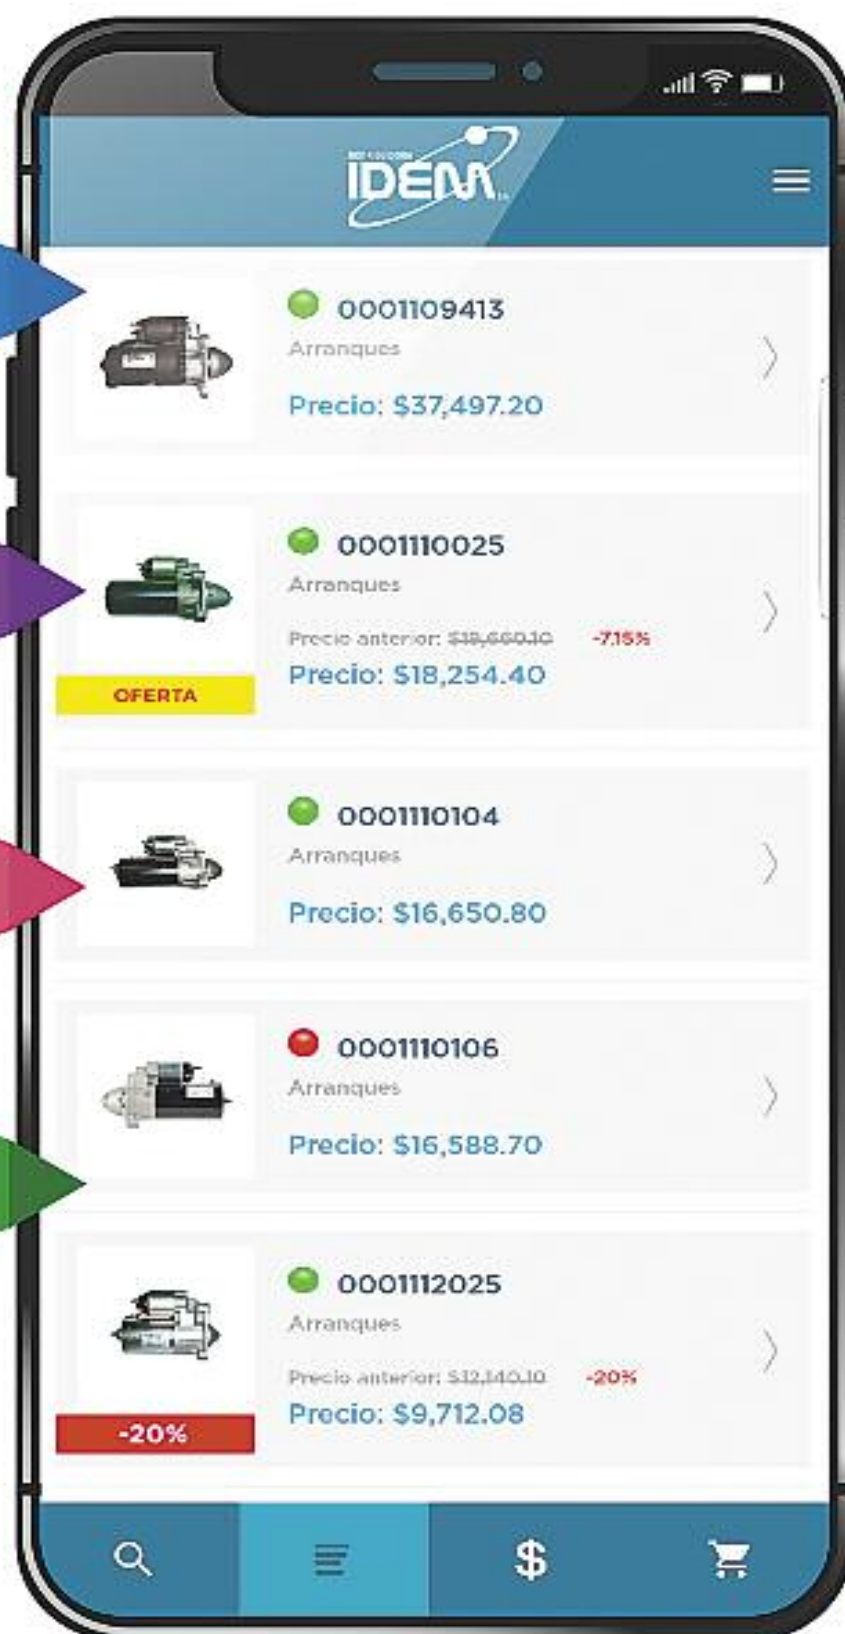 IDEM
0001109413
Arranques
Precio: $37,497.20
0001110025
Arranques
Precio anterior: $19,660.10 -7.15%
Precio: $18,254.40
OFERTA
0001110104
Arranques
Precio: $16,650.80
0001110106
Arranques
Precio: $16,588.70
0001112025
Arranques
Precio anterior: $12,140.10 -20%
Precio: $9,712.08
-20%
$